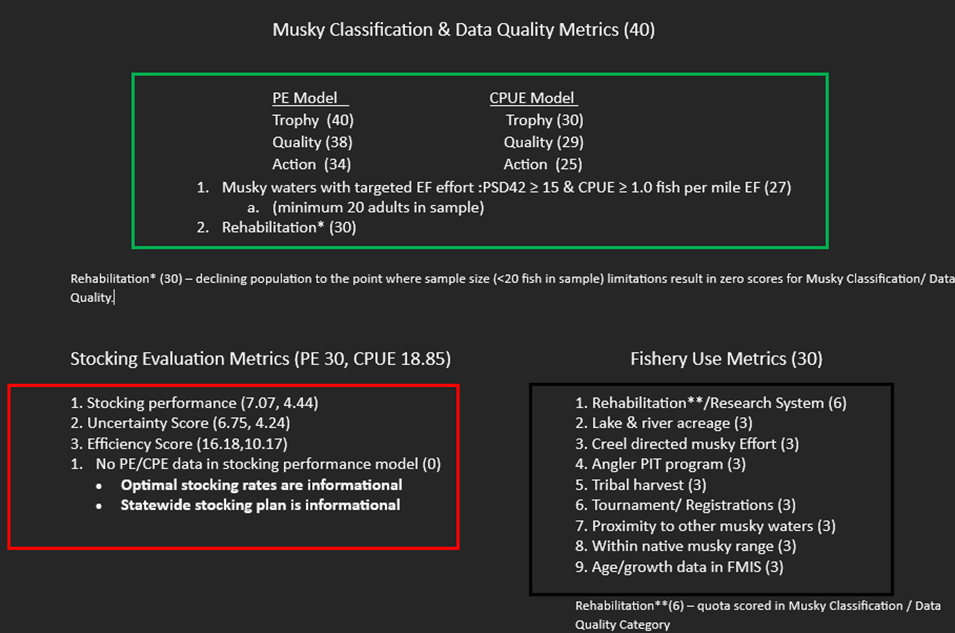 Musky Classification & Data Quality Metrics (40)
PE Model
CPUE Model
Trophy (40)
Trophy (30)
Quality (38)
Quality (29)
Action (34)
Action (25)
1. Musky waters with targeted EF effort :PSD42 ≥ 15 & CPUE ≥ 1.0 fish per mile EF (27)
a. (minimum 20 adults in sample)
2. Rehabilitation* (30)
Rehabilitation* (30) – declining population to the point where sample size (<20 fish in sample) limitations result in zero scores for Musky Classification/ Data
Quality.
Stocking Evaluation Metrics (PE 30, CPUE 18.85)
1. Stocking performance (7.07, 4.44)
2. Uncertainty Score (6.75, 4.24)
3. Efficiency Score (16.18,10.17)
1. No PE/CPE data in stocking performance model (0)
• Optimal stocking rates are informational
• Statewide stocking plan is informational
Fishery Use Metrics (30)
1. Rehabilitation**/Research System (6)
2. Lake & river acreage (3)
3. Creel directed musky Effort (3)
4. Angler PIT program (3)
5. Tribal harvest (3)
6. Tournament/ Registrations (3)
7. Proximity to other musky waters (3)
8. Within native musky range (3)
9. Age/growth data in FMIS (3)
Rehabilitation**(6) – quota scored in Musky Classification / Data
Quality Category